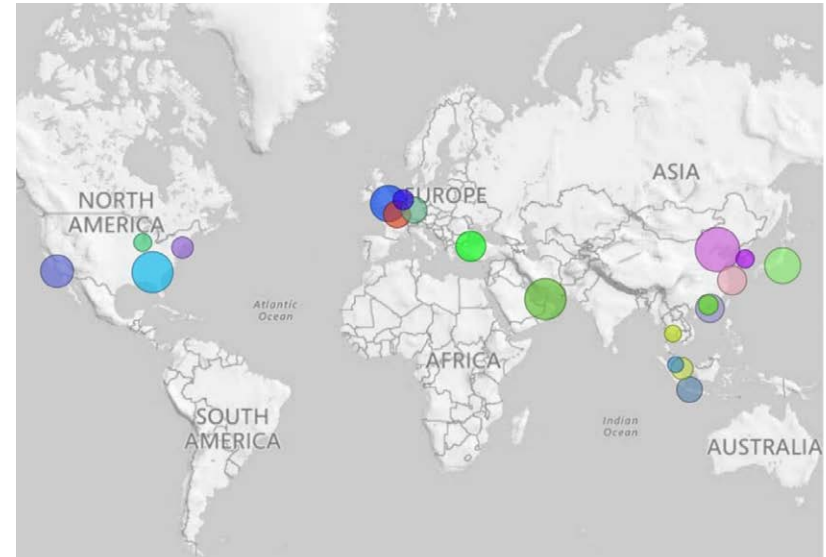 ASIA
EUROPE
NORTH
AMERICA
Atlantic
Ocean
AFRICA
SOUTH
AMERICA
Indian
Ocean
AUSTRALIA